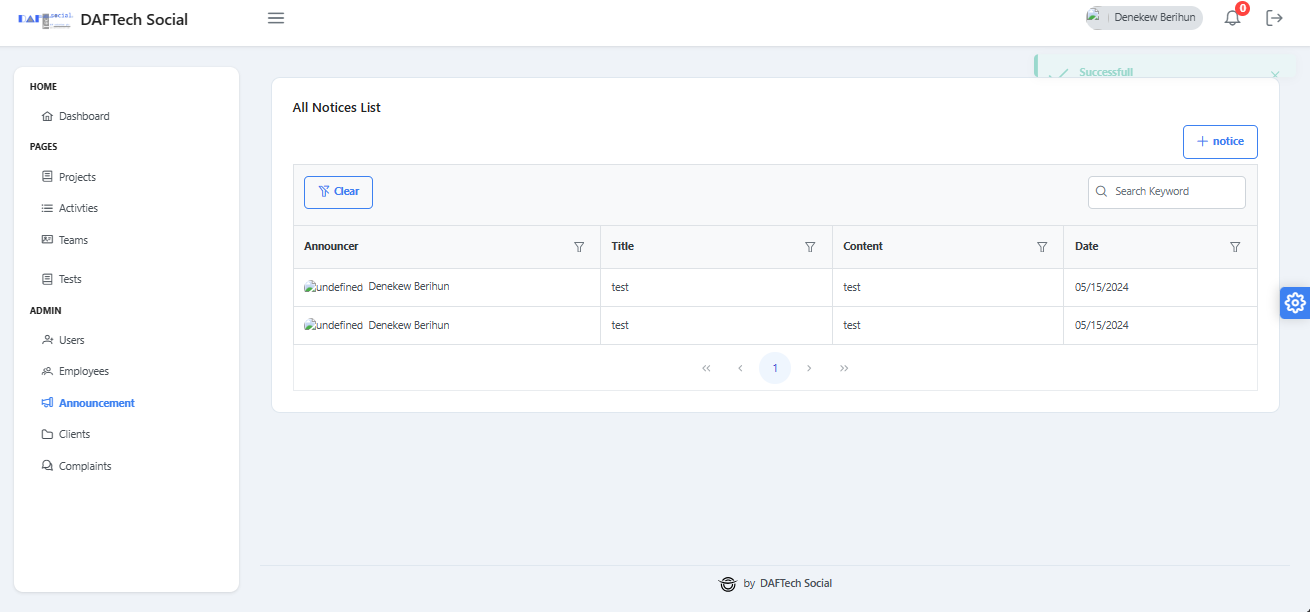 DAFTech Social
Denekew Berihun
0
Successfull
HOME
Dashboard
PAGES
Projects
Activties
Teams
Tests
ADMIN
Users
Employees
Announcement
Clients
Complaints
All Notices List
+ notice
Clear
Search Keyword
Announcer Title Content Date
undefined Denekew Berihun test test 05/15/2024
undefined Denekew Berihun test test 05/15/2024
« ‹ 1 › »
by DAFTech Social